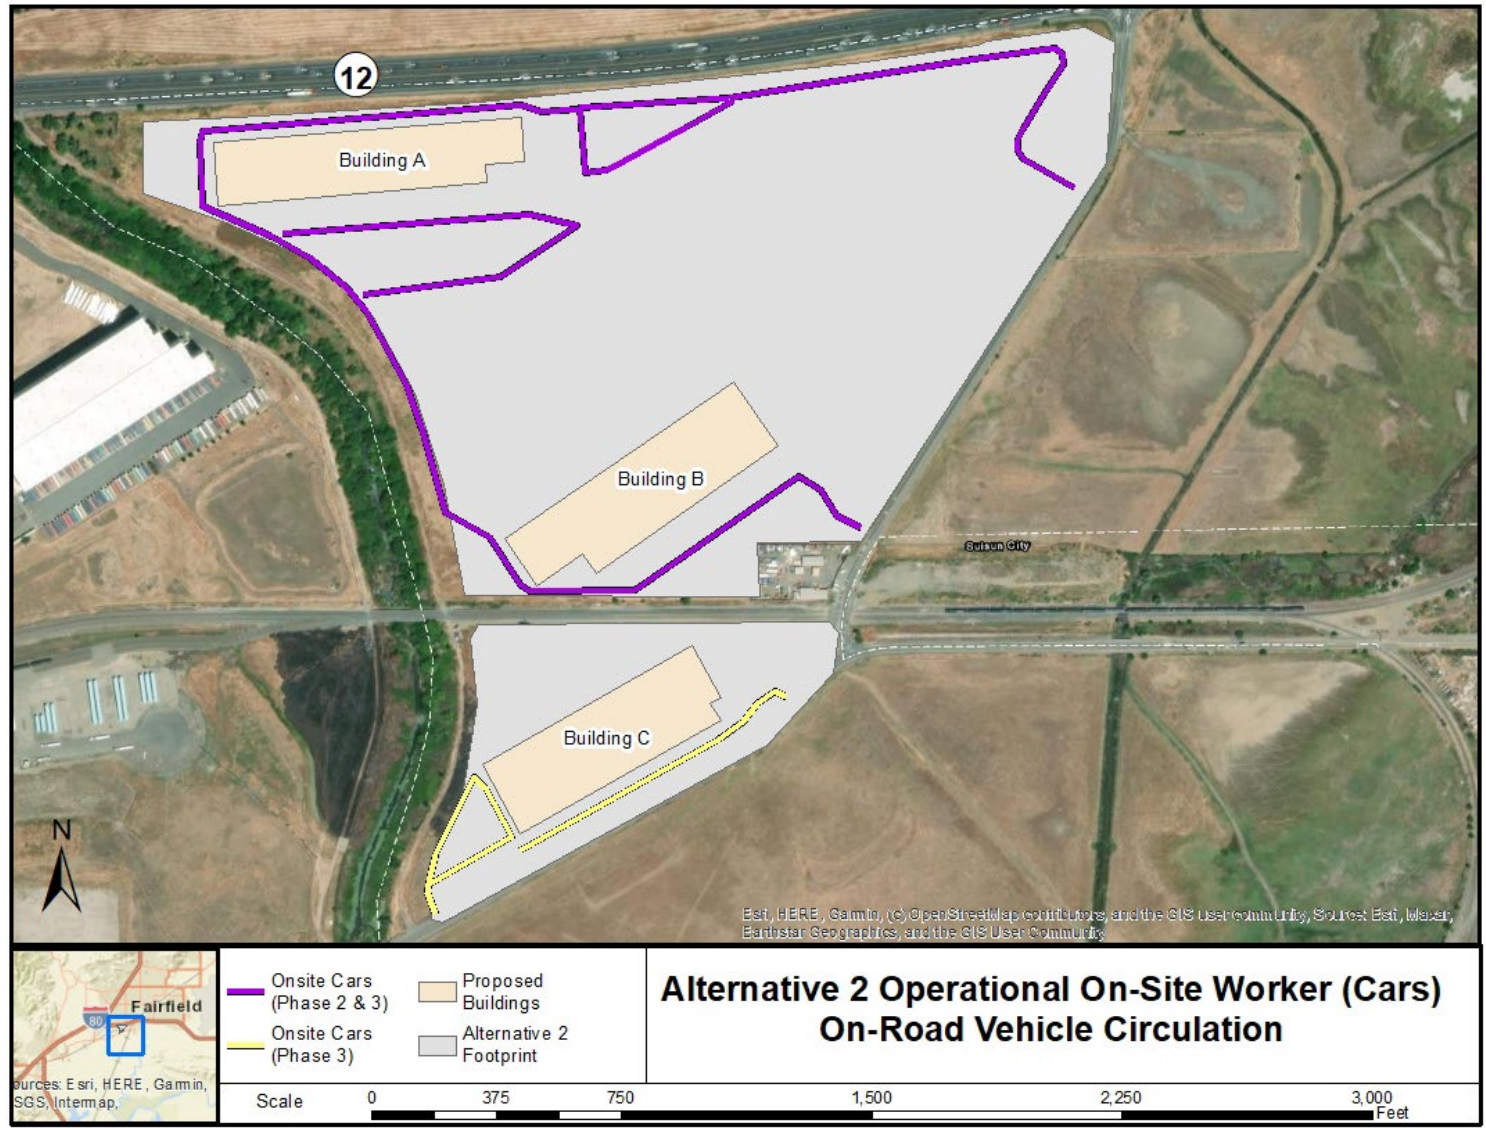 12
Building A
Building B
Suisun City
Building C
N
Esri, HERE, Garmin, (c) OpenStreetMap contributors, and the GIS user community, Source: Esri, Maxar,
Earthstar Geographics, and the GIS User Community
Fairfield
80
ources: Esri, HERE, Garmin,
SGS, Intermap,
Onsite Cars
(Phase 2 & 3)
Onsite Cars
(Phase 3)
Proposed
Buildings
Alternative 2
Footprint
Alternative 2 Operational On-Site Worker (Cars)
On-Road Vehicle Circulation
Scale
0 375 750 1,500 2,250 3,000
Feet